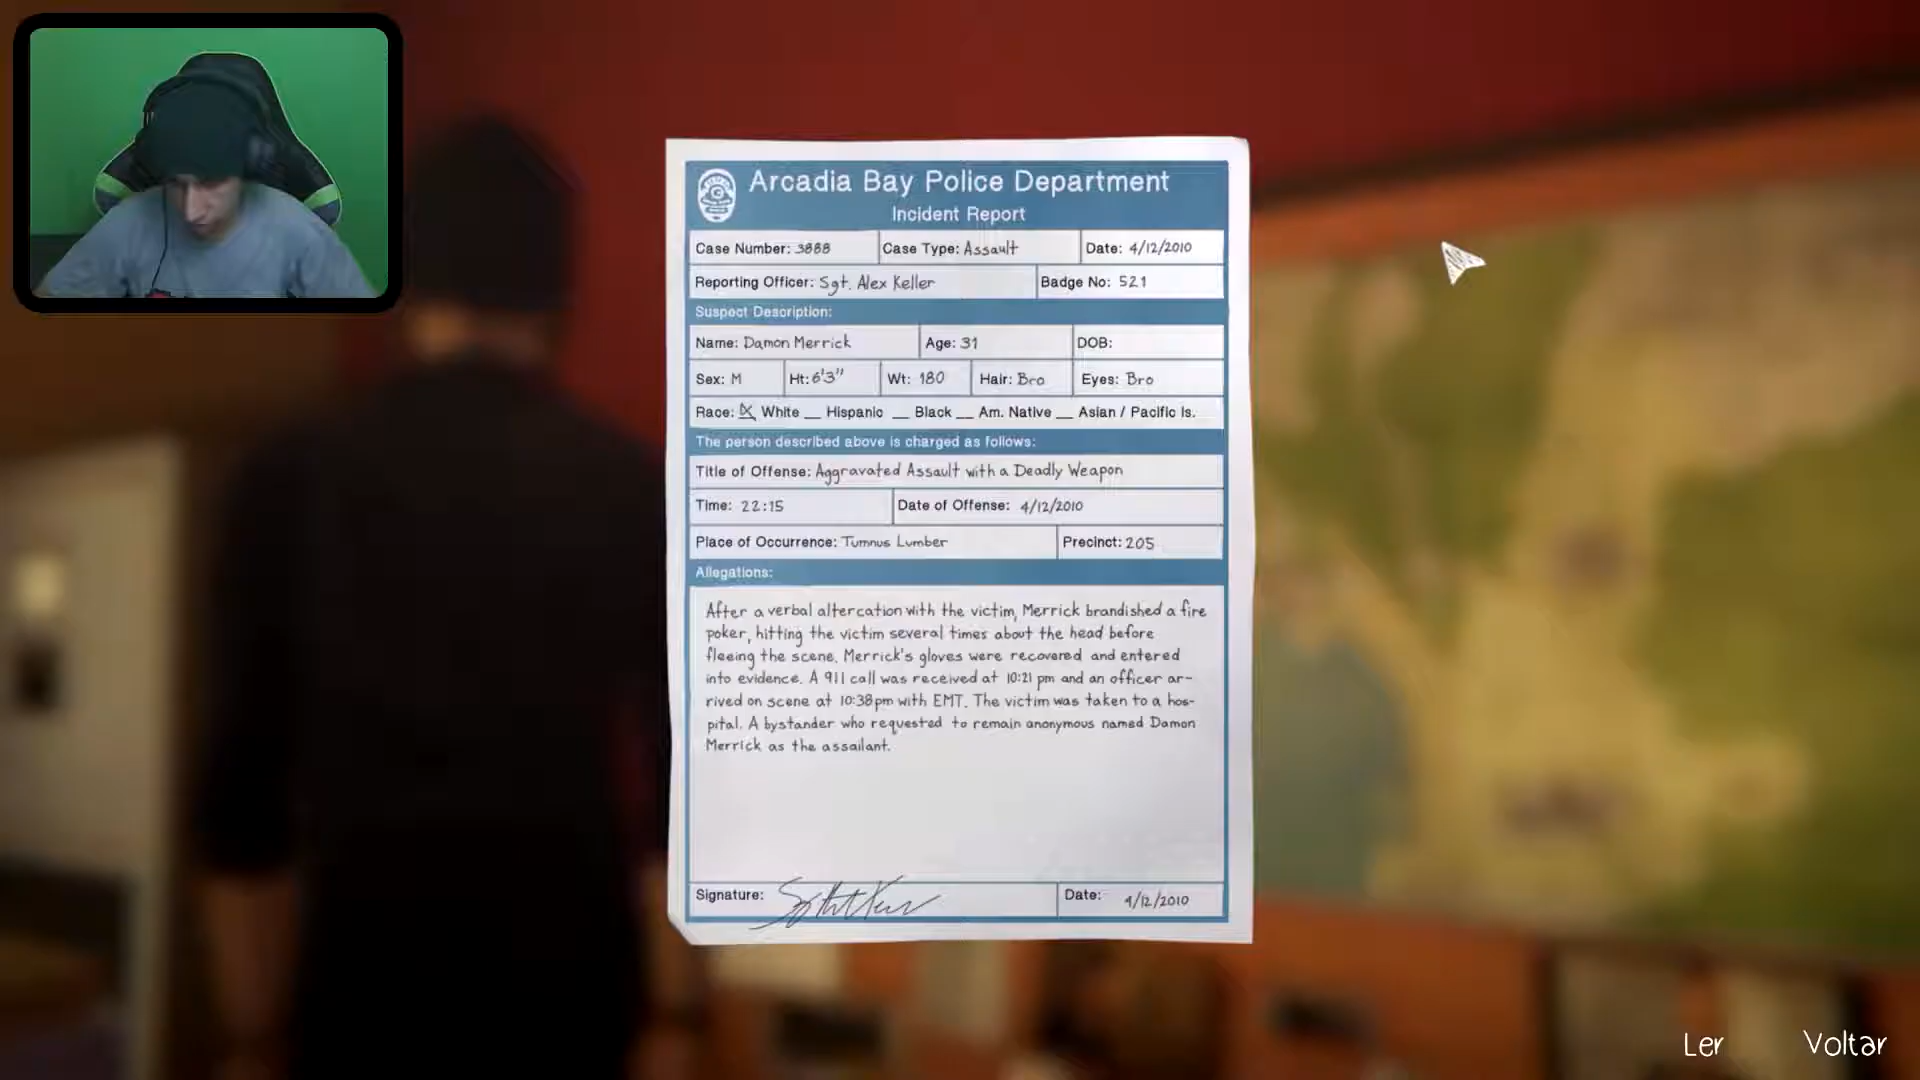 Arcadia Bay Police Department
Incident Report
Case Number: 3888 Case Type: Assault Date: 4/12/2010
Reporting Officer: Sgt. Alex Keller Badge No: 521
Suspect Description:
Name: Damon Merrick Age: 31 DOB:
Sex: M Ht: 6'3" Wt: 180 Hair: Bro Eyes: Bro
Race: X White __ Hispanic __ Black __ Am. Native __ Asian / Pacific Is.
The person described above is charged as follows:
Title of Offense: Aggravated Assault with a Deadly Weapon
Time: 22:15 Date of Offense: 4/12/2010
Place of Occurrence: Tumnus Lumber Precinct: 205
Allegations:
After a verbal altercation with the victim, Merrick brandished a fire
poker, hitting the victim several times about the head before
fleeing the scene. Merrick's gloves were recovered and entered
into evidence. A 911 call was received at 10:21 pm and an officer ar-
rived on scene at 10:38pm with EMT. The victim was taken to a hos-
pital. A bystander who requested to remain anonymous named Damon
Merrick as the assailant.
Signature: Date: 4/12/2010
Ler Voltar